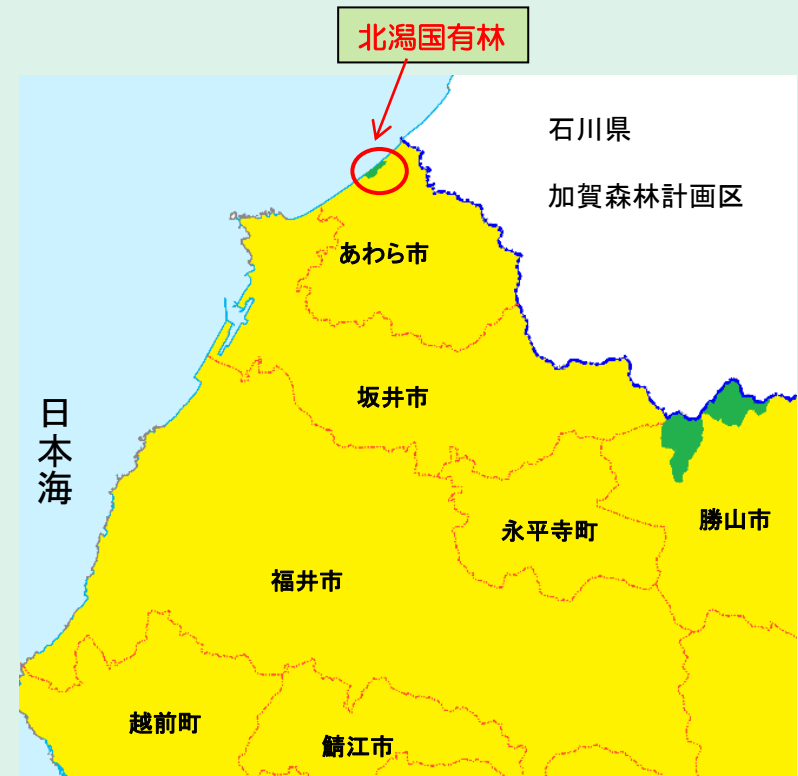 北潟国有林
石川県
加賀森林計画区
あわら市
坂井市
日本海
勝山市
永平寺町
福井市
越前町
鯖江市